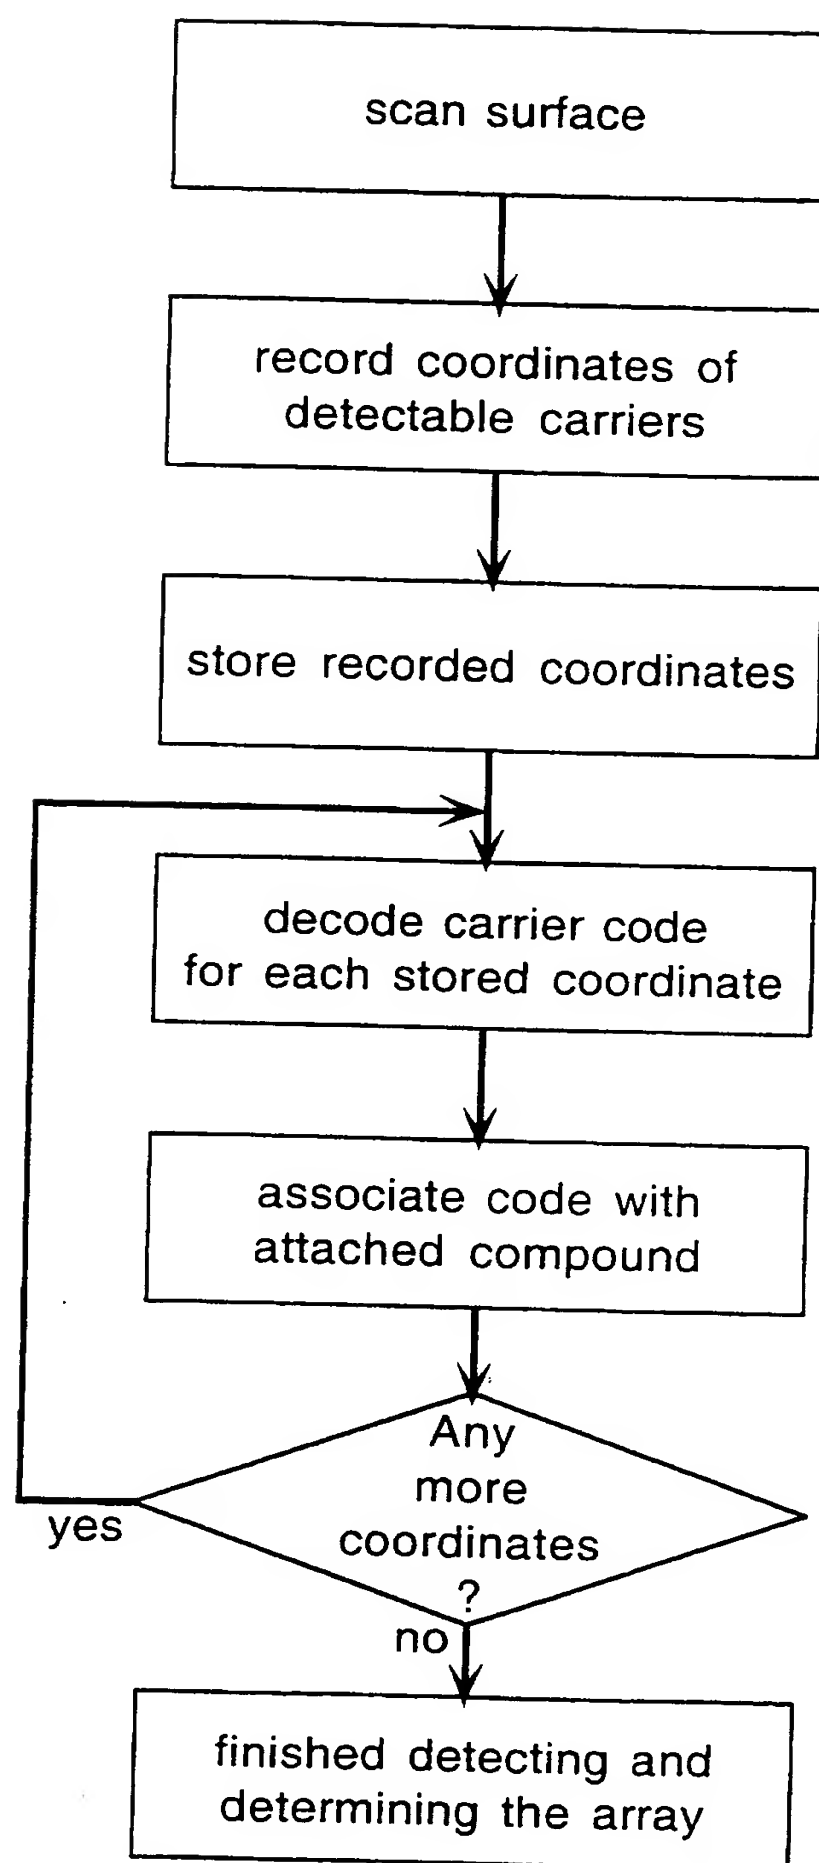 scan surface
record coordinates of
detectable carriers
store recorded coordinates
decode carrier code
for each stored coordinate
associate code with
attached compound
Any
more
coordinates
?
yes
no
finished detecting and
determining the array